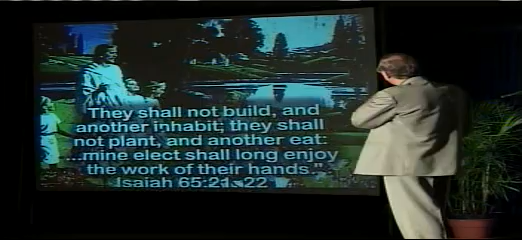 They shall not build, and
another inhabit; they shall
not plant, and another eat:
...mine elect shall long enjoy
the work of their hands."
Isaiah 65:21, 22